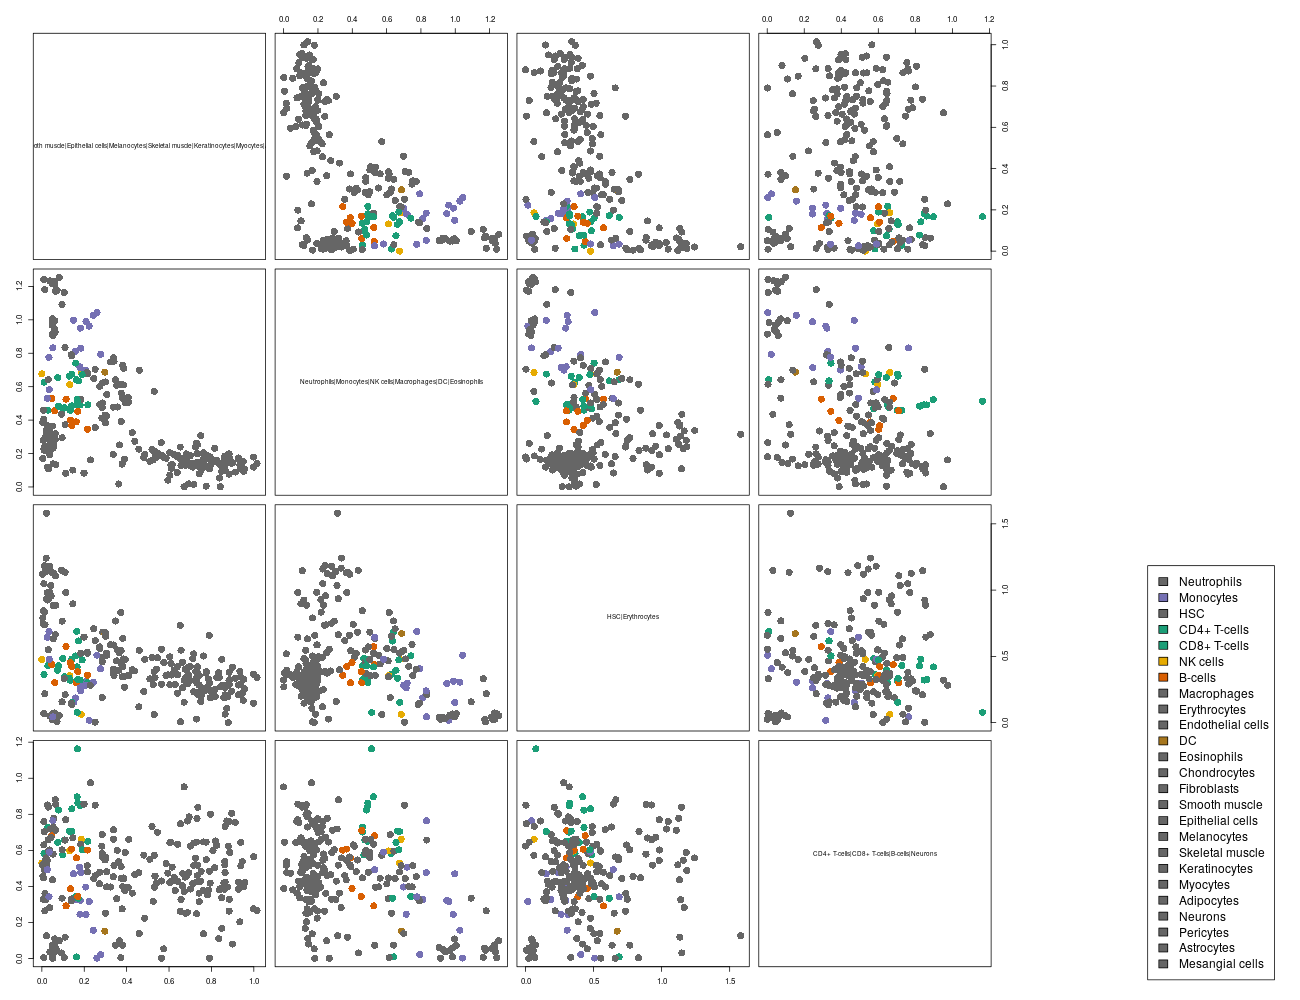 0.0 0.2 0.4 0.6 0.8 1.0 1.2
0.0 0.2 0.4 0.6 0.8 1.0 1.2
oth muscle|Epithelial cells|Melanocytes|Skeletal muscle|Keratinocytes|Myocytes|
0.0 0.2 0.4 0.6 0.8 1.0
0.0 0.2 0.4 0.6 0.8 1.0 1.2
Neutrophils|Monocytes|NK cells|Macrophages|DC|Eosinophils
HSC|Erythrocytes
0.0 0.5 1.0 1.5
0.0 0.2 0.4 0.6 0.8 1.0 1.2
CD4+ T-cells|CD8+ T-cells|B-cells|Neurons
0.0 0.2 0.4 0.6 0.8 1.0
0.0 0.5 1.0 1.5
Neutrophils
Monocytes
HSC
CD4+ T-cells
CD8+ T-cells
NK cells
B-cells
Macrophages
Erythrocytes
Endothelial cells
DC
Eosinophils
Chondrocytes
Fibroblasts
Smooth muscle
Epithelial cells
Melanocytes
Skeletal muscle
Keratinocytes
Myocytes
Adipocytes
Neurons
Pericytes
Astrocytes
Mesangial cells